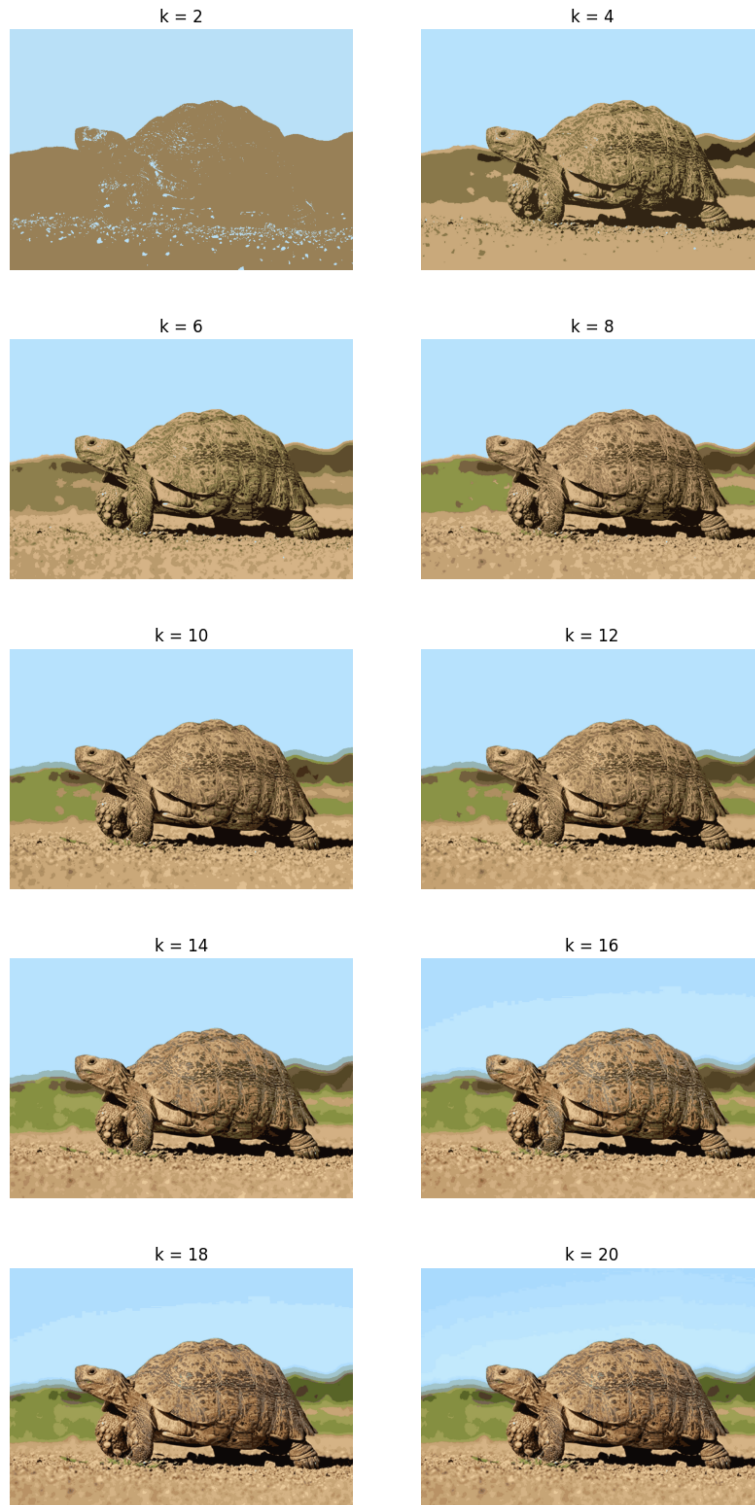 k = 2
k = 4
k = 6
k = 8
k = 10
k = 12
k = 14
k = 16
k = 18
k = 20